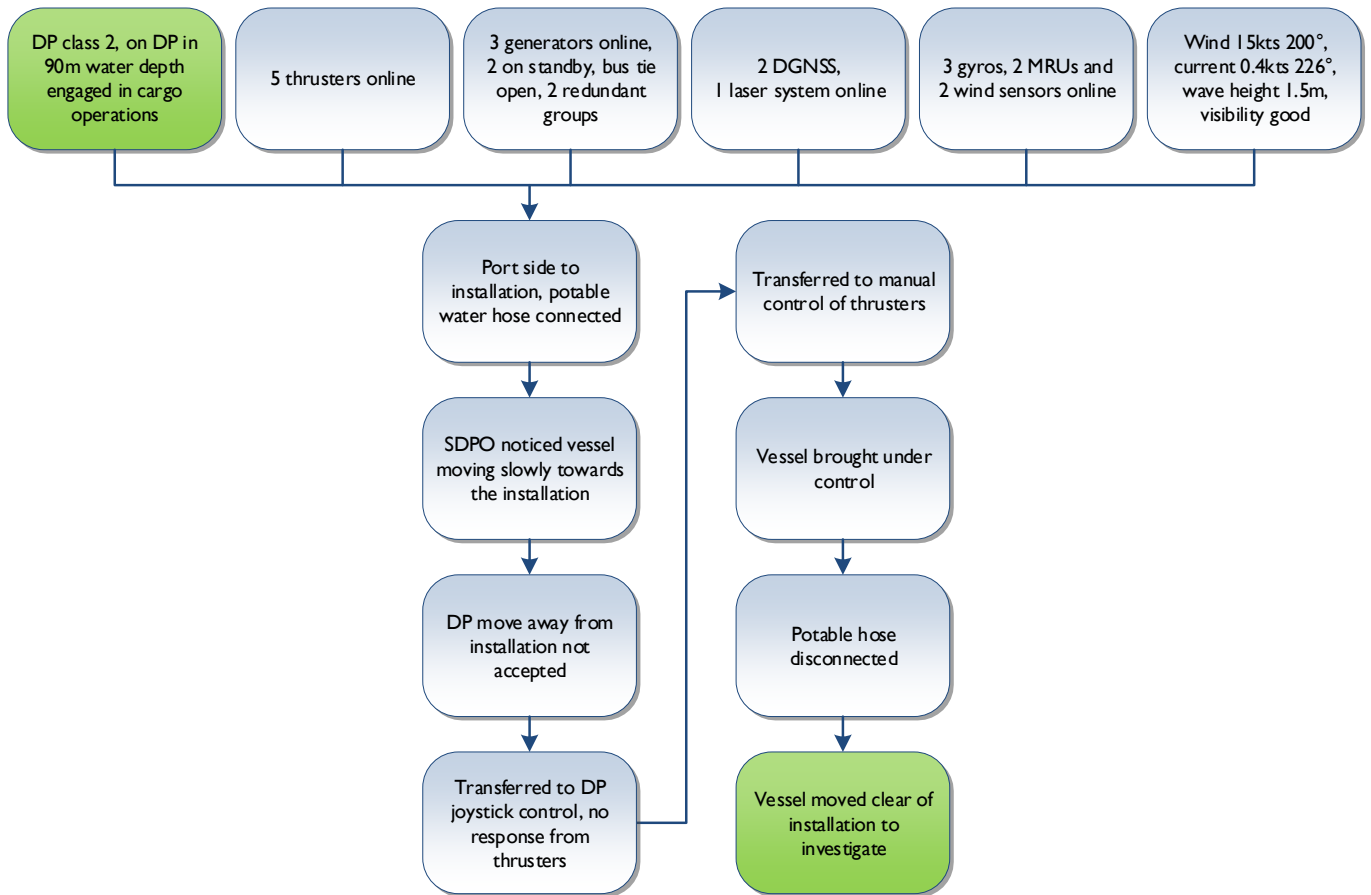 DP class 2, on DP in
90m water depth
engaged in cargo
operations
5 thrusters online
3 generators online,
2 on standby, bus tie
open, 2 redundant
groups
2 DGNSS,
1 laser system online
3 gyros, 2 MRUs and
2 wind sensors online
Wind 15kts 200°,
current 0.4kts 226°,
wave height 1.5m,
visibility good
Port side to
installation, potable
water hose connected
SDPO noticed vessel
moving slowly towards
the installation
DP move away from
installation not
accepted
Transferred to DP
joystick control, no
response from
thrusters
Transferred to manual
control of thrusters
Vessel brought under
control
Potable hose
disconnected
Vessel moved clear of
installation to
investigate